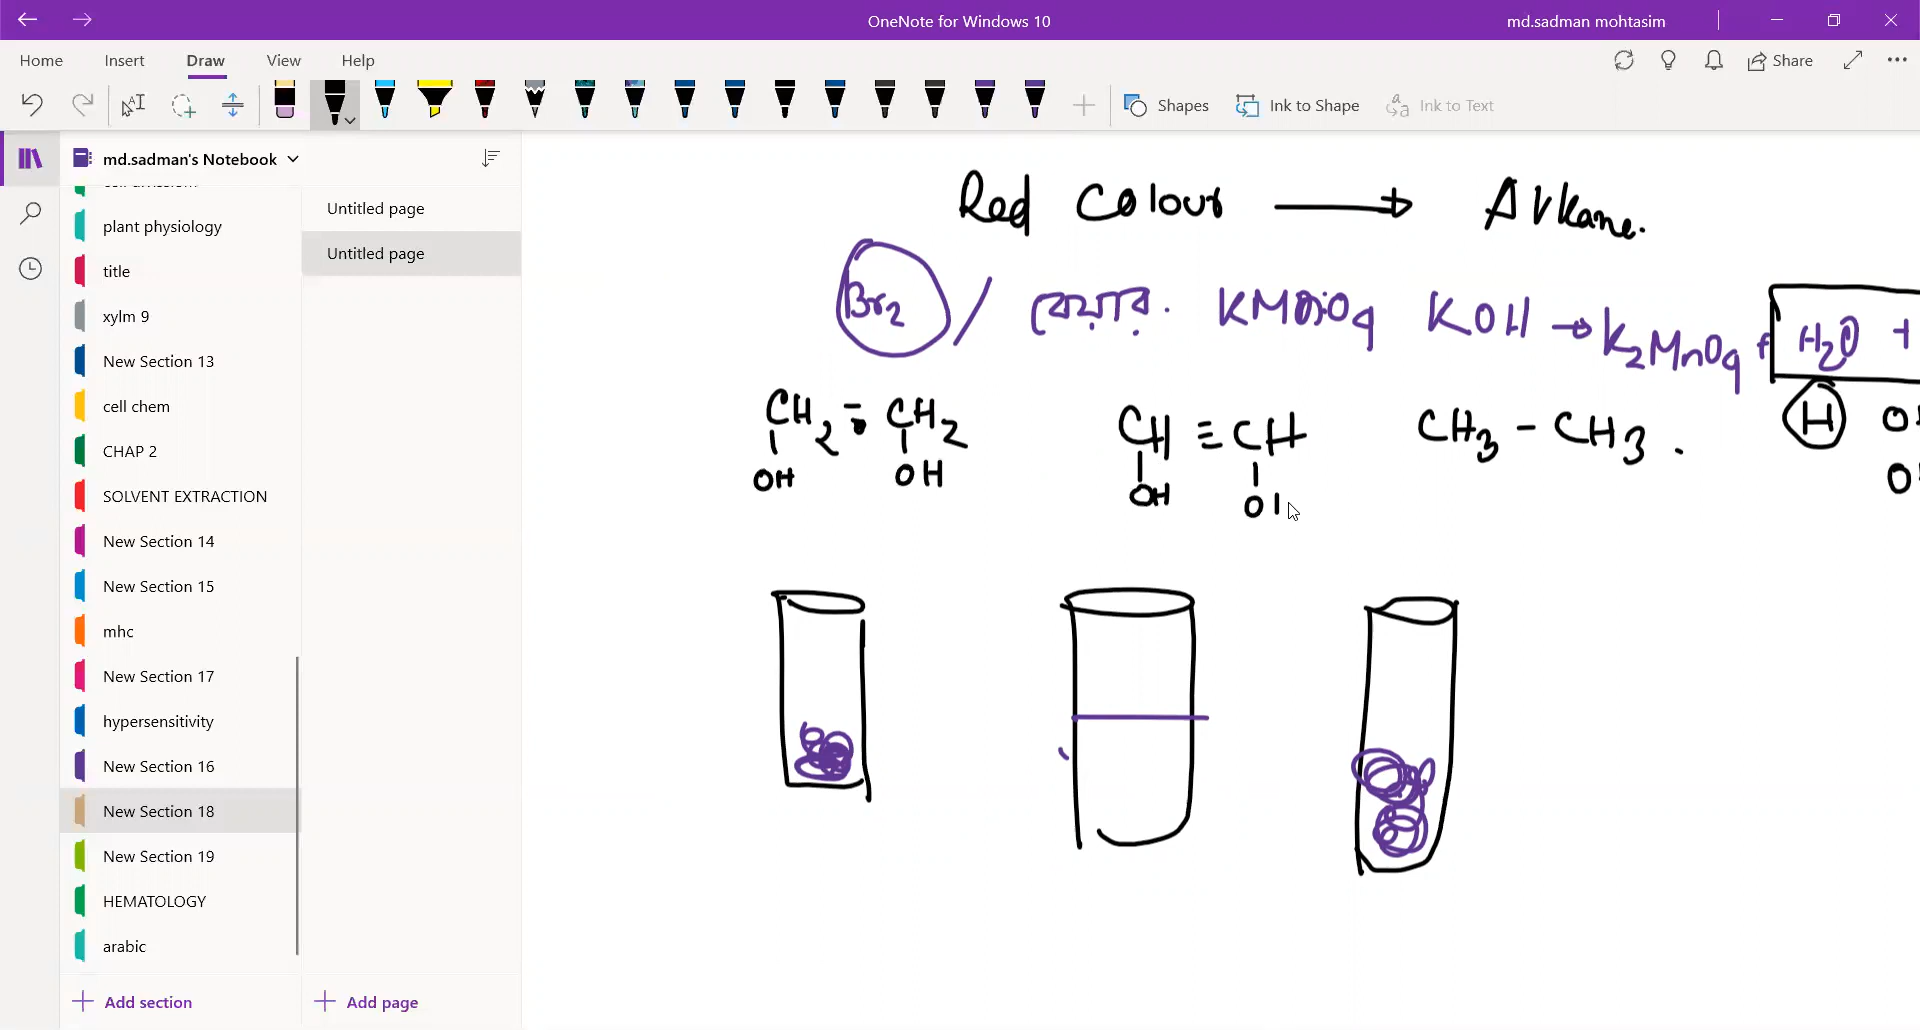 OneNote for Windows 10
md.sadman mohtasim
Home Insert Draw View Help
Share
Shapes Ink to Shape Ink to Text
md.sadman's Notebook
plant physiology
title
xylm 9
New Section 13
cell chem
CHAP 2
SOLVENT EXTRACTION
New Section 14
New Section 15
mhc
New Section 17
hypersensitivity
New Section 16
New Section 18
New Section 19
HEMATOLOGY
arabic
Add section
Untitled page
Untitled page
Add page
Red Colour → Alkane.
Br2 / KOH → K2MnO4 + H2O +
CH2 = CH2 CH ≡ CH CH3 - CH3 . H
OH OH OH